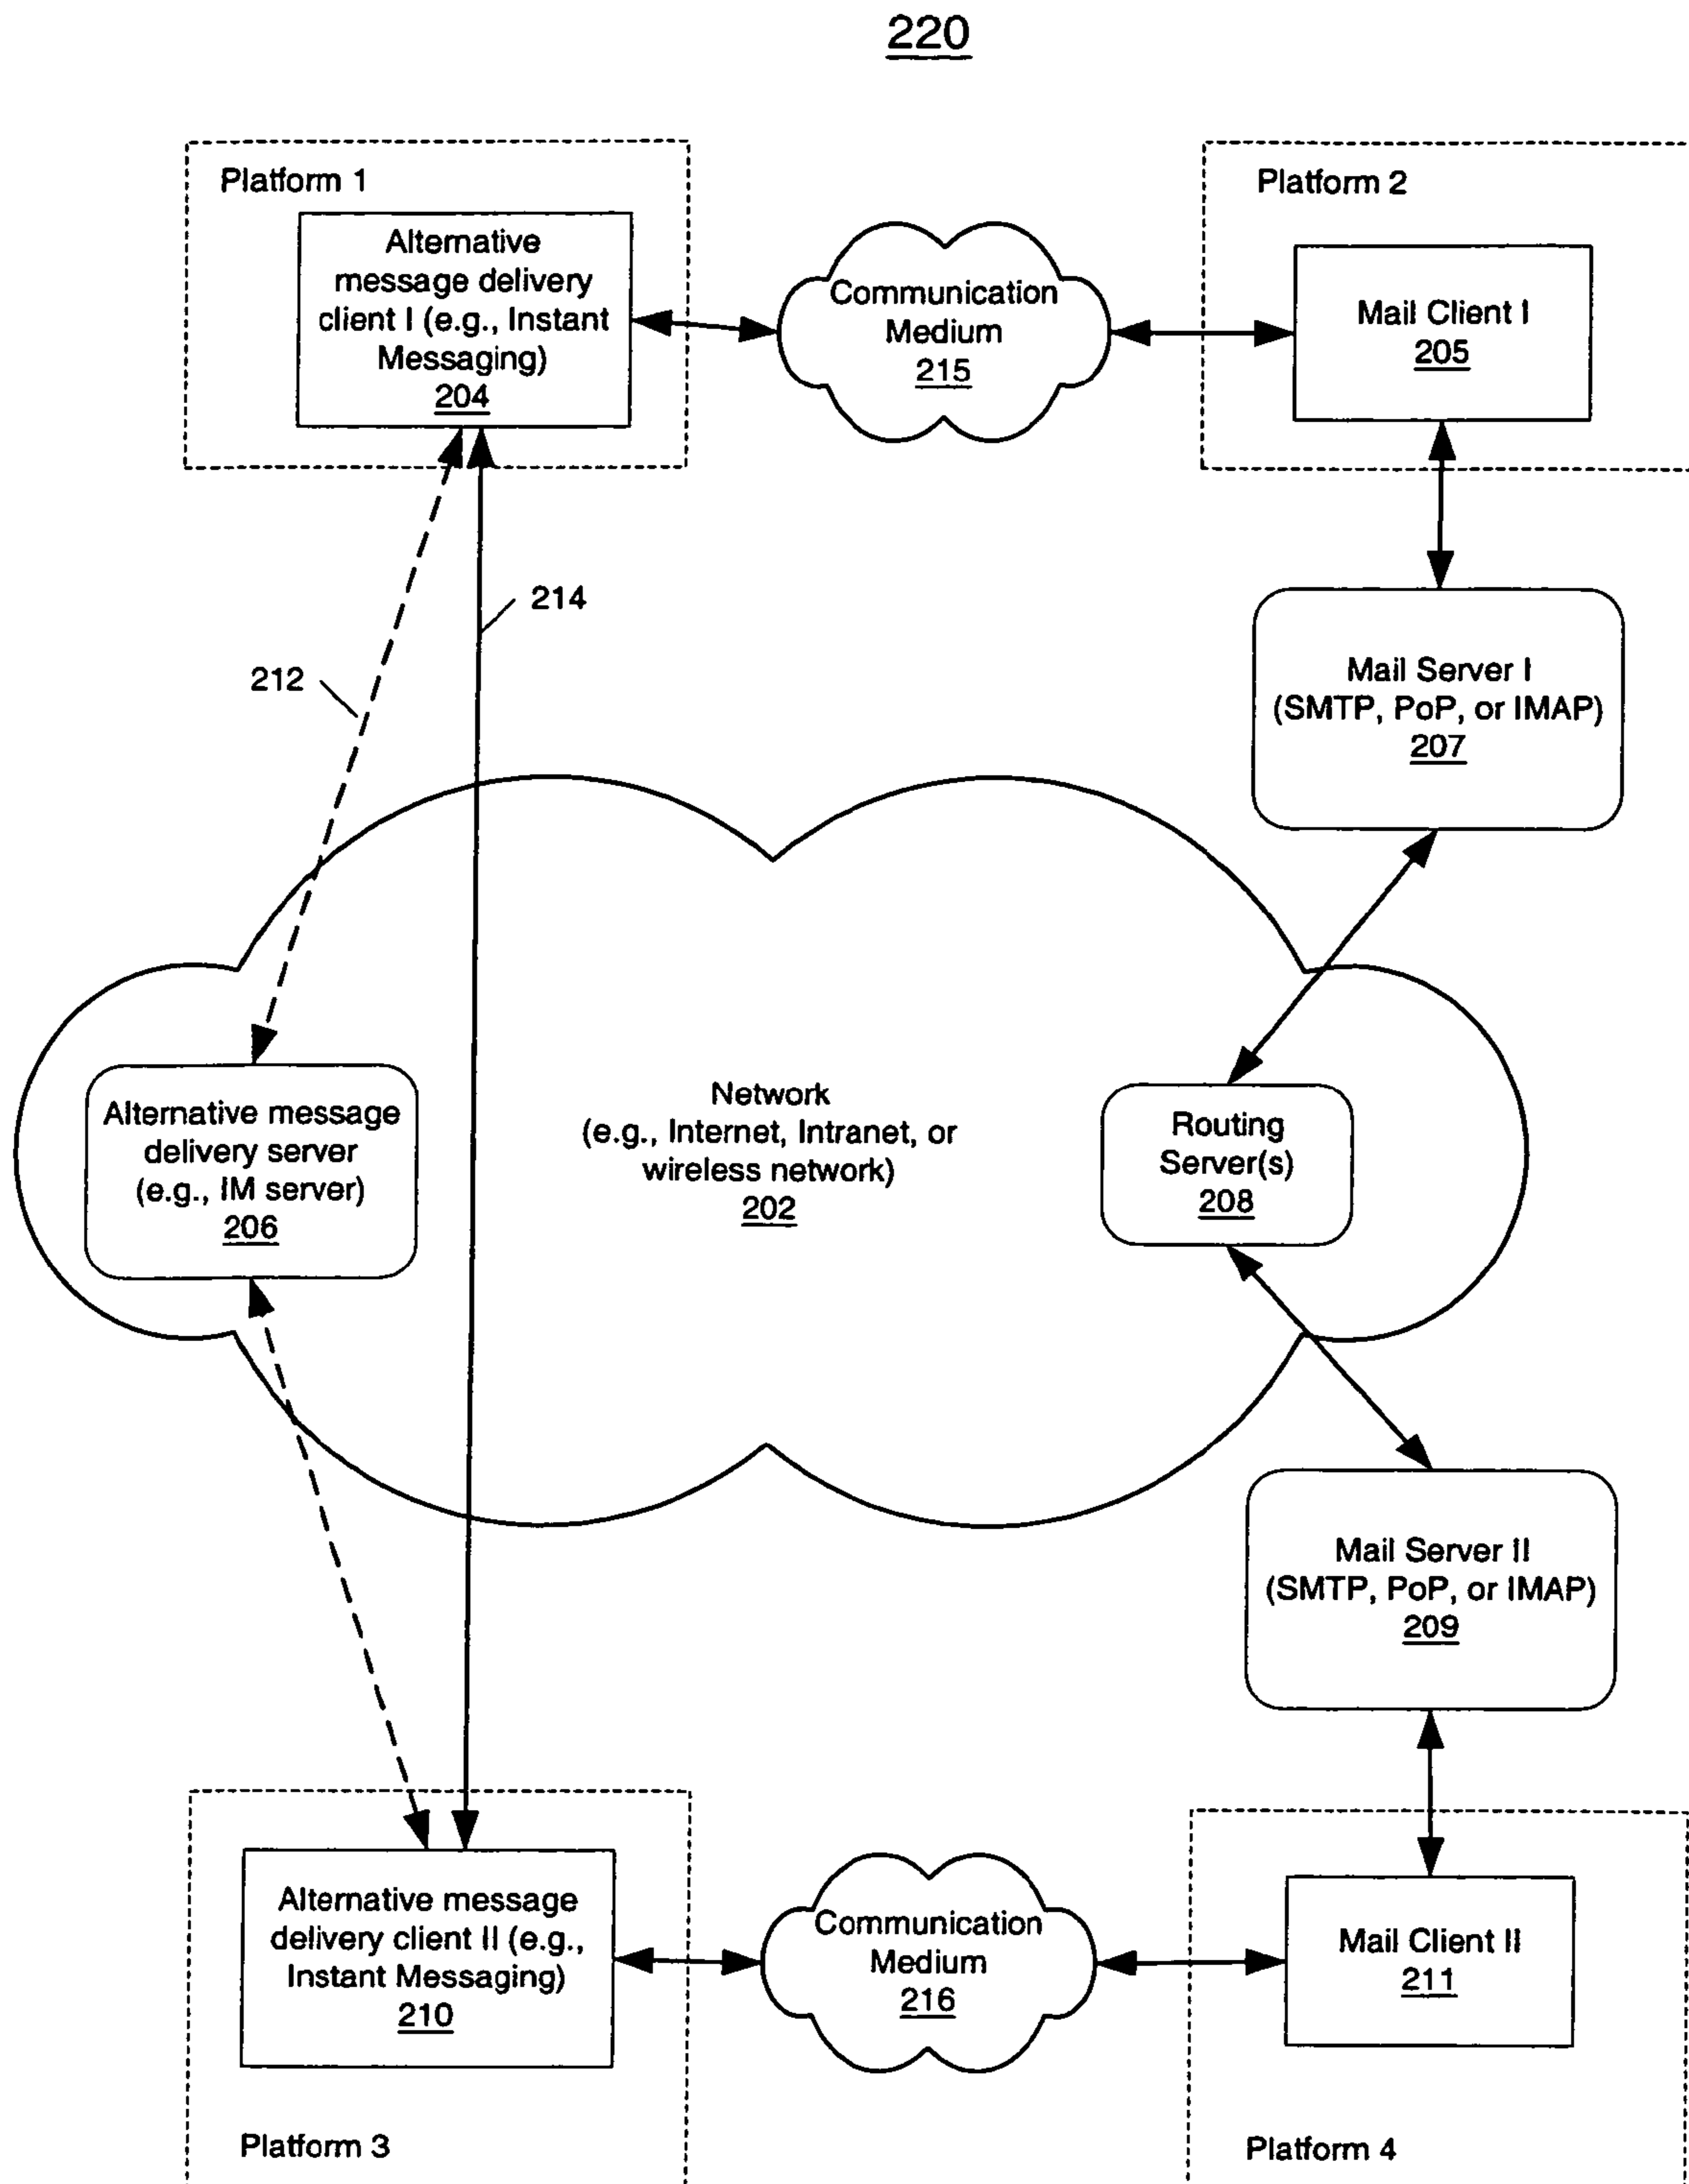 220
Platform 1
Alternative
message delivery
client I (e.g., Instant
Messaging)
204
Communication
Medium
215
Platform 2
Mail Client I
205
214
212
Mail Server I
(SMTP, PoP, or IMAP)
207
Alternative message
delivery server
(e.g., IM server)
206
Network
(e.g., Internet, Intranet, or
wireless network)
202
Routing
Server(s)
208
Mail Server II
(SMTP, PoP, or IMAP)
209
Alternative message
delivery client II (e.g.,
Instant Messaging)
210
Platform 3
Communication
Medium
216
Mail Client II
211
Platform 4